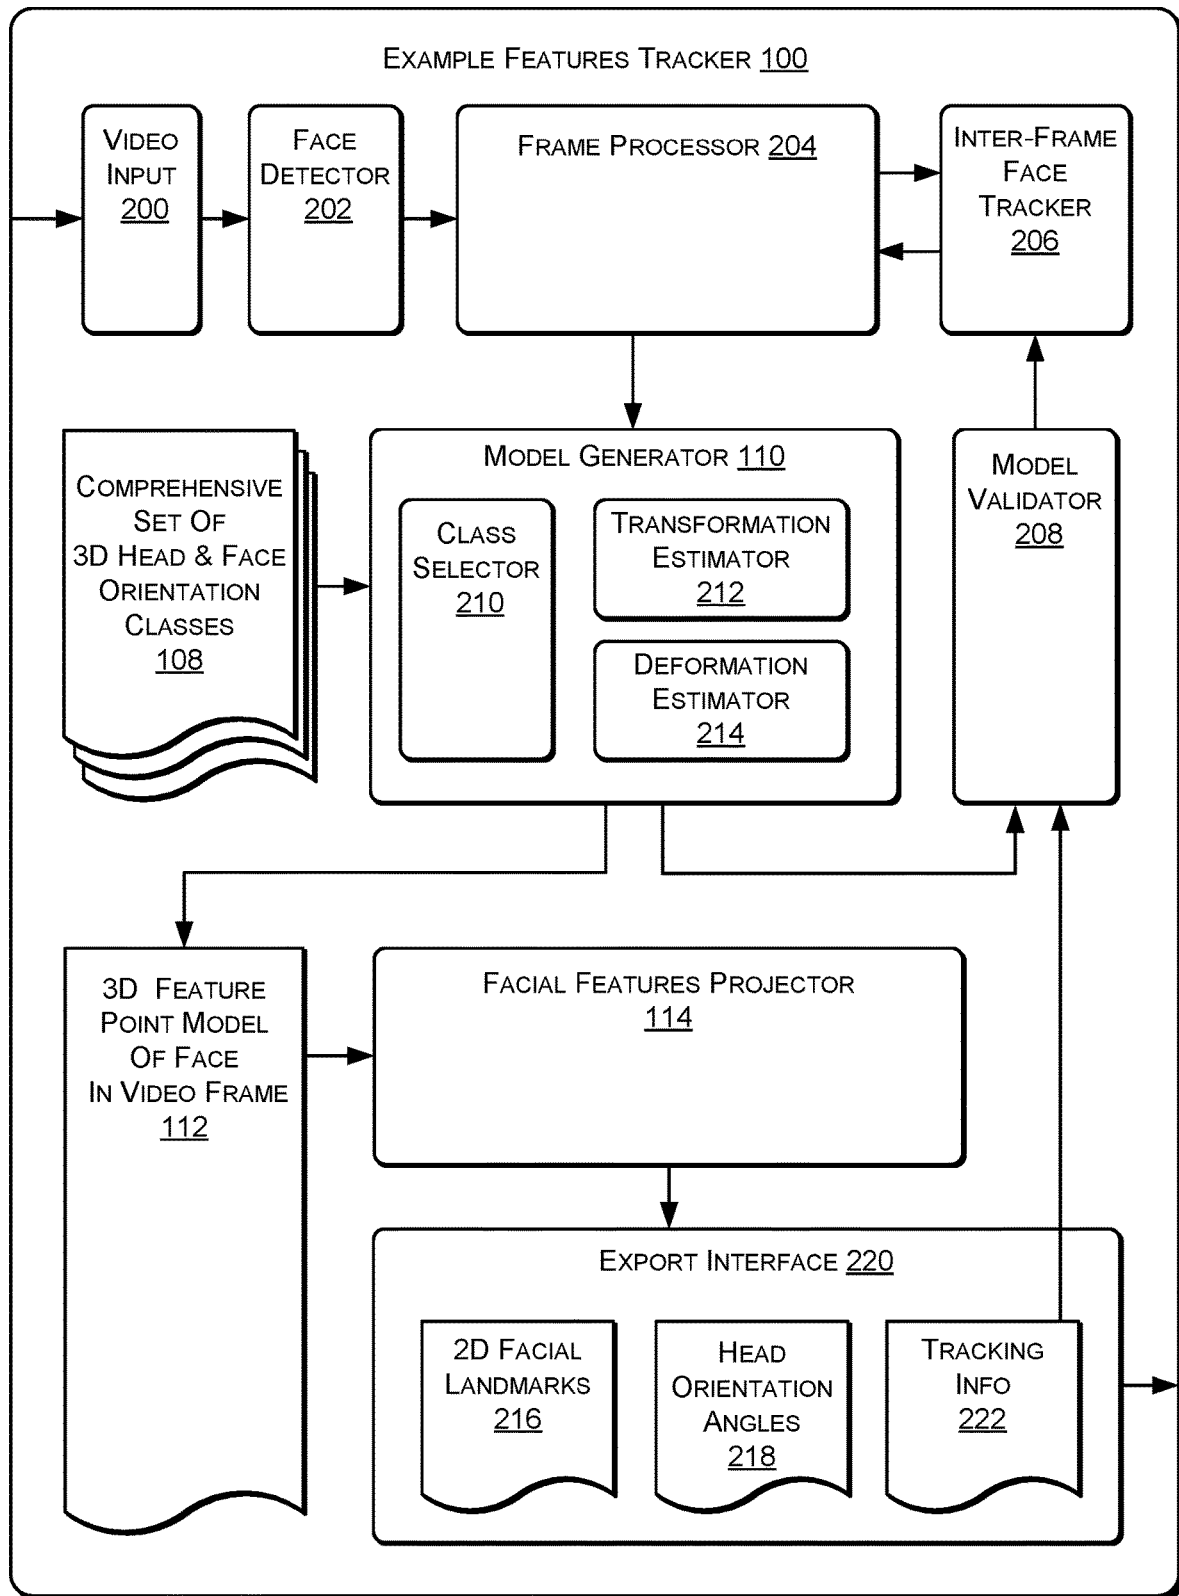 EXAMPLE FEATURES TRACKER 100
VIDEO
INPUT
200
FACE
DETECTOR
202
FRAME PROCESSOR 204
INTER-FRAME
FACE
TRACKER
206
COMPREHENSIVE
SET OF
3D HEAD & FACE
ORIENTATION
CLASSES
108
MODEL GENERATOR 110
CLASS
SELECTOR
210
TRANSFORMATION
ESTIMATOR
212
DEFORMATION
ESTIMATOR
214
MODEL
VALIDATOR
208
3D FEATURE
POINT MODEL
OF FACE
IN VIDEO FRAME
112
FACIAL FEATURES PROJECTOR
114
EXPORT INTERFACE 220
2D FACIAL
LANDMARKS
216
HEAD
ORIENTATION
ANGLES
218
TRACKING
INFO
222